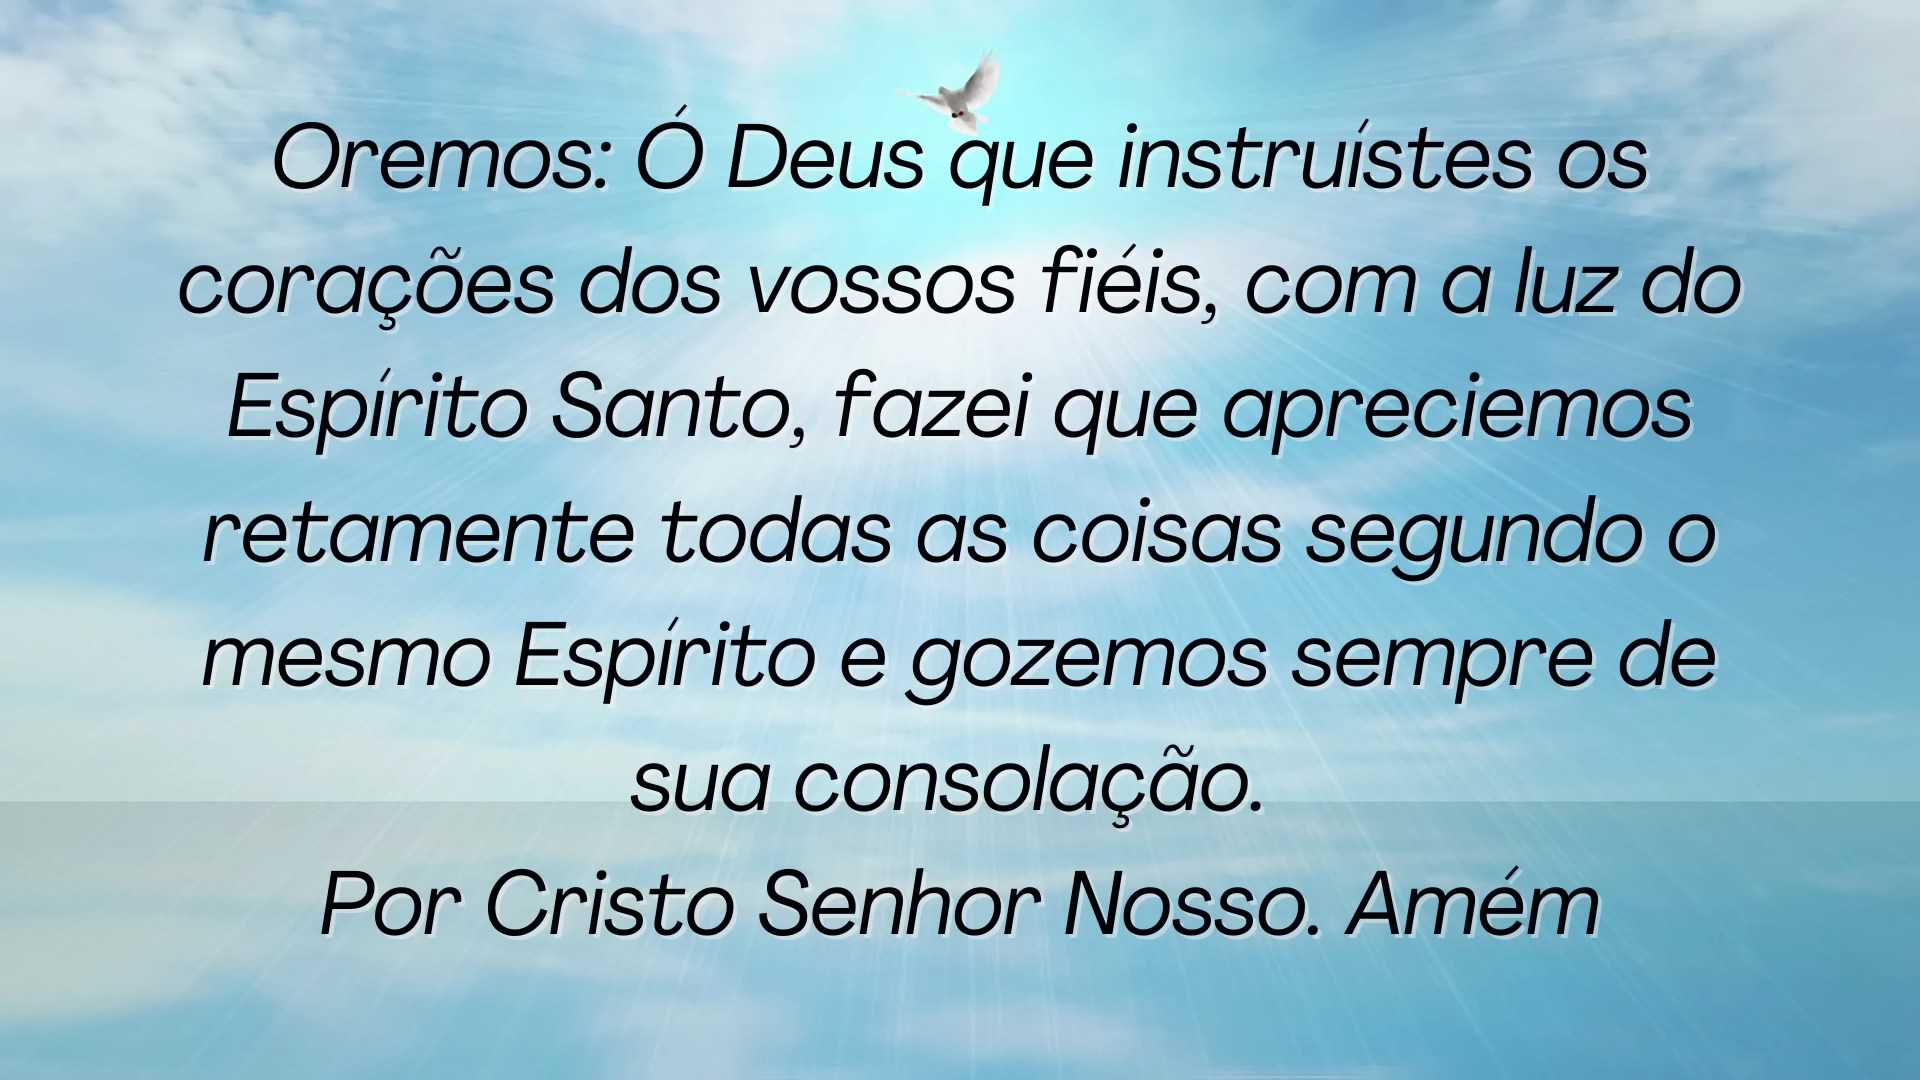 Oremos: Ó Deus que instruístes os
corações dos vossos fiéis, com a luz do
Espírito Santo, fazei que apreciemos
retamente todas as coisas segundo o
mesmo Espírito e gozemos sempre de
sua consolação.
Por Cristo Senhor Nosso. Amém